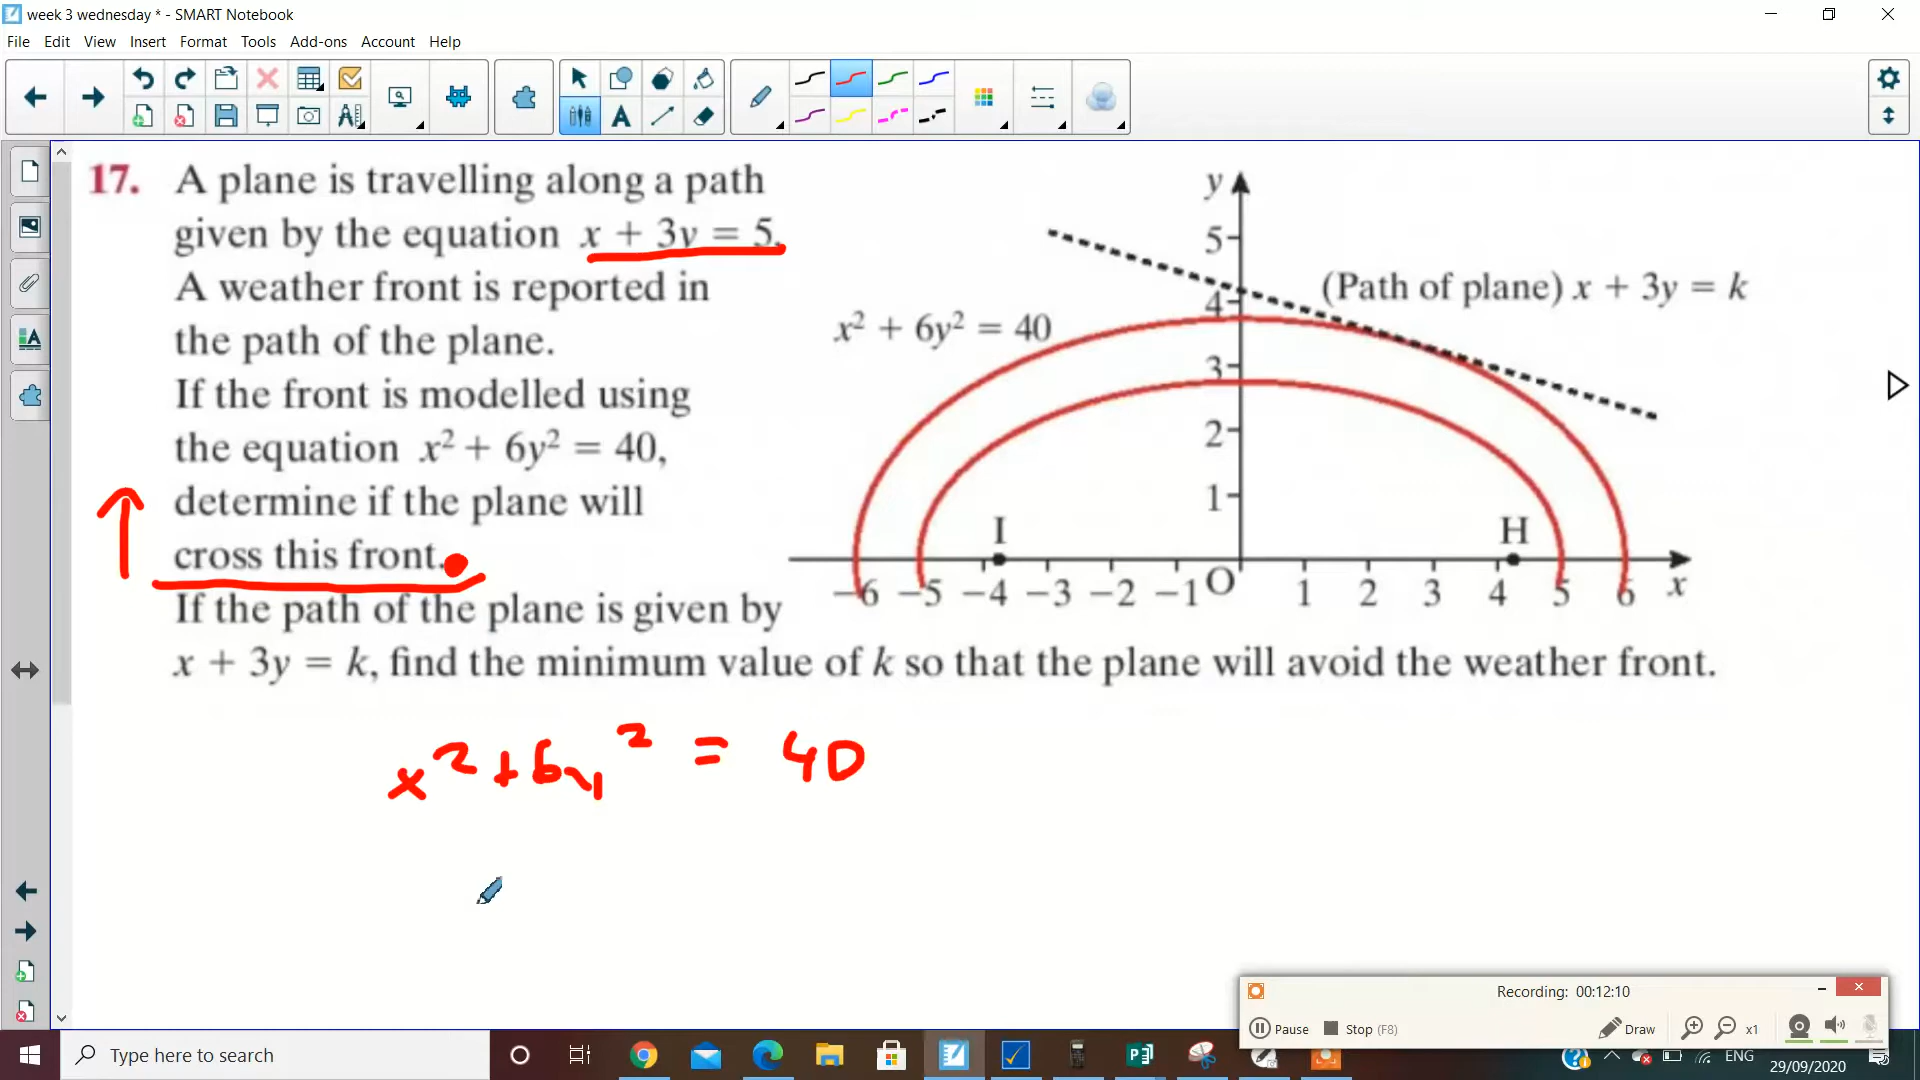 week 3 wednesday * - SMART Notebook
File Edit View Insert Format Tools Add-ons Account Help
17. A plane is travelling along a path
given by the equation x + 3y = 5.
A weather front is reported in
the path of the plane.
If the front is modelled using
the equation x² + 6y² = 40,
determine if the plane will
cross this front.
If the path of the plane is given by
x + 3y = k, find the minimum value of k so that the plane will avoid the weather front.
y
5
4
3
2
1
(Path of plane) x + 3y = k
x² + 6y² = 40
I
H
−6 −5 −4 −3 −2 −1 O 1 2 3 4 5 6 x
x² + 6y² = 40
Recording: 00:12:10
Pause Stop (F8) Draw x1
Type here to search
ENG
29/09/2020